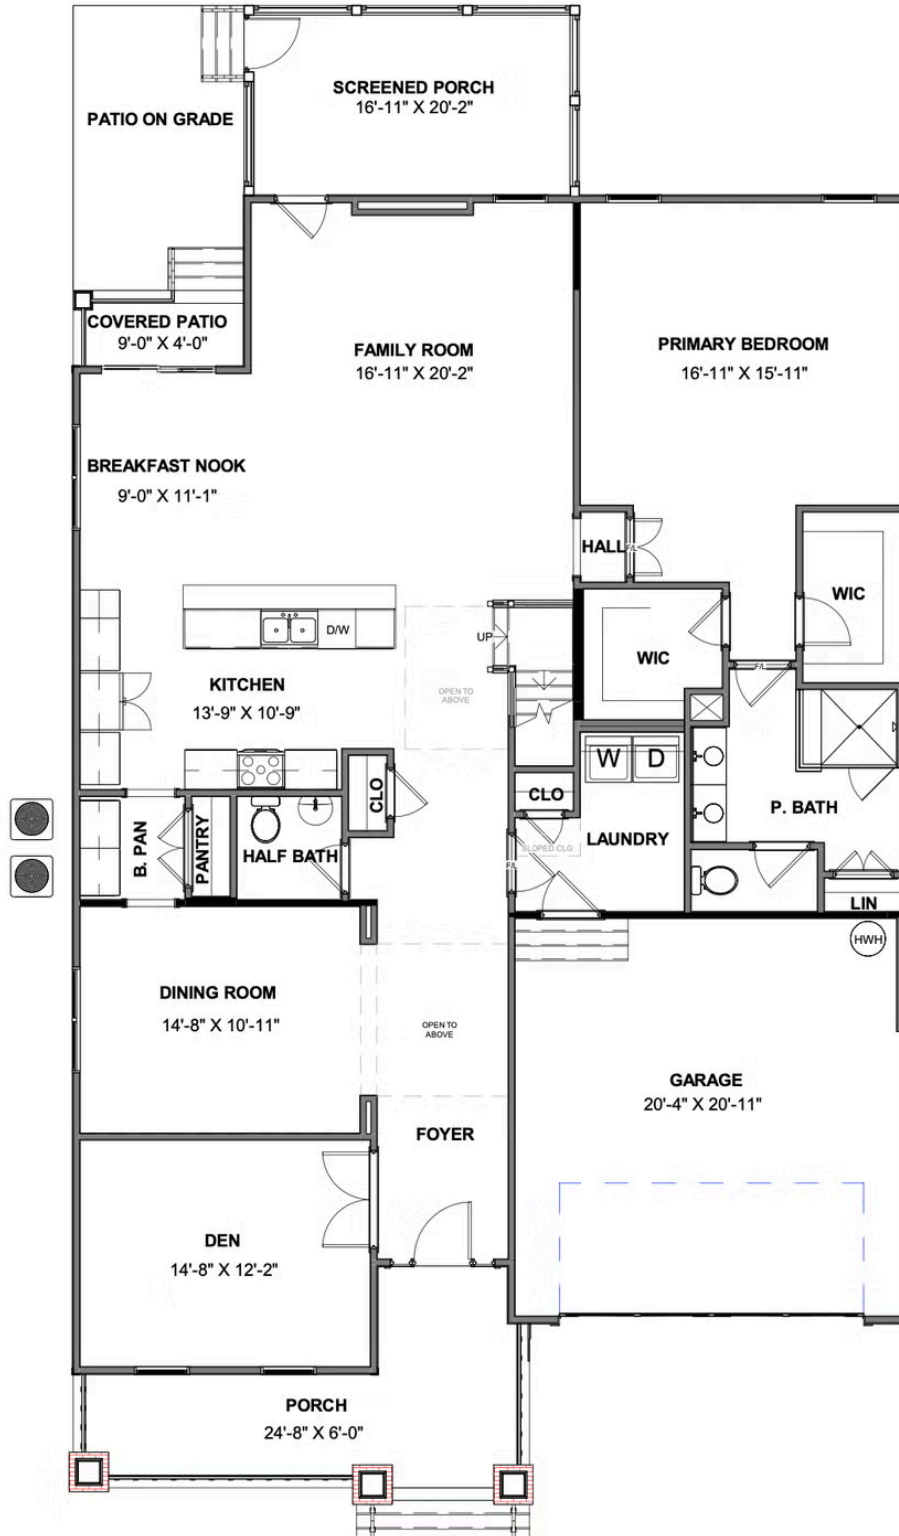 SCREENED PORCH
16'-11" X 20'-2"
PATIO ON GRADE
COVERED PATIO
9'-0" X 4'-0"
FAMILY ROOM
16'-11" X 20'-2"
PRIMARY BEDROOM
16'-11" X 15'-11"
BREAKFAST NOOK
9'-0" X 11'-1"
HALL
F/L
WIC
D/W
UP
WIC
F/L
KITCHEN
13'-9" X 10'-9"
OPEN TO
ABOVE
W D
CLO
CLO
P. BATH
B. PAN
PANTRY
HALF BATH
LAUNDRY
SLOPED CLG
F/L
LIN
HWH
DINING ROOM
14'-8" X 10'-11"
OPEN TO
ABOVE
GARAGE
20'-4" X 20'-11"
FOYER
DEN
14'-8" X 12'-2"
PORCH
24'-8" X 6'-0"